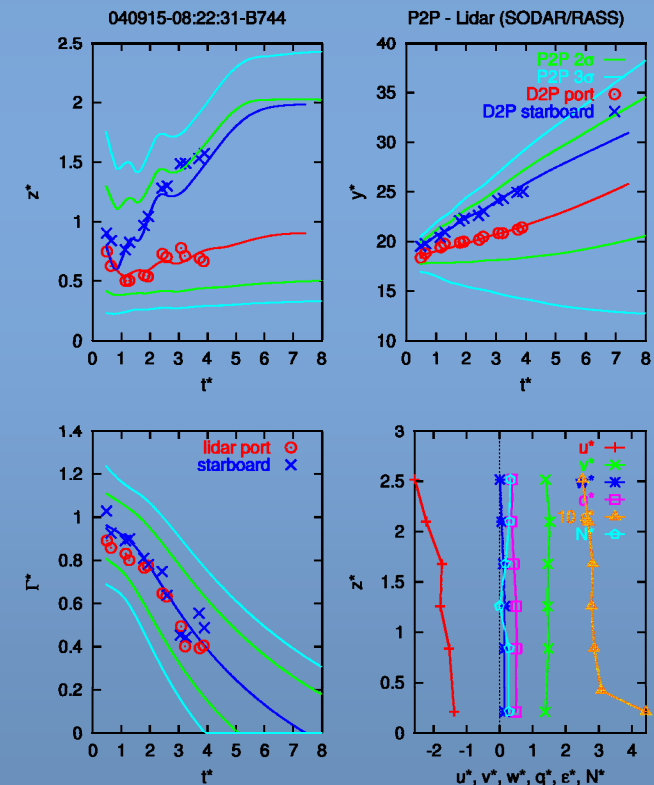 040915-08:22:31-B744
P2P - Lidar (SODAR/RASS)
2.5
2
1.5
1
0.5
0
z*
0 1 2 3 4 5 6 7 8
t*
40
35
30
25
20
15
10
y*
P2P 2σ
P2P 3σ
D2P port
D2P starboard
0 1 2 3 4 5 6 7 8
t*
1.4
1.2
1
0.8
0.6
0.4
0.2
0
Γ*
lidar port
starboard
0 1 2 3 4 5 6 7 8
t*
3
2.5
2
1.5
1
0.5
0
z*
u*
v*
q*
N*
-2 -1 0 1 2 3 4
u*, v*, w*, q*, ε*, N*